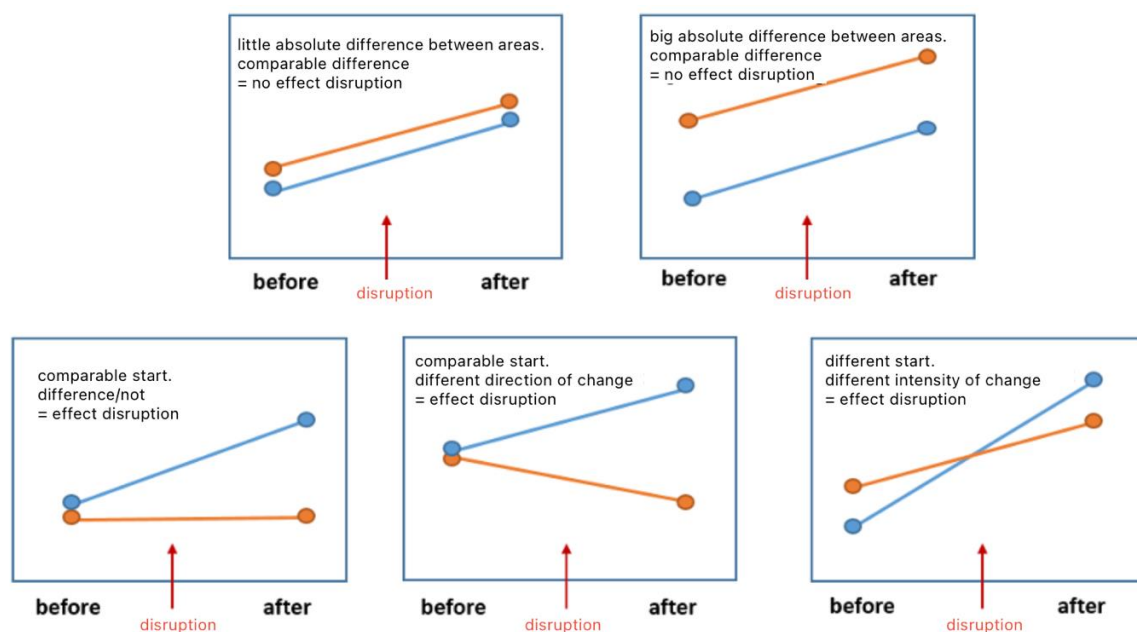 little absolute difference between areas.
comparable difference
= no effect disruption
before
disruption
after
big absolute difference between areas.
comparable difference
= no effect disruption
before
disruption
after
comparable start.
difference/not
= effect disruption
before
disruption
after
comparable start.
different direction of change
= effect disruption
before
disruption
after
different start.
different intensity of change
= effect disruption
before
disruption
after